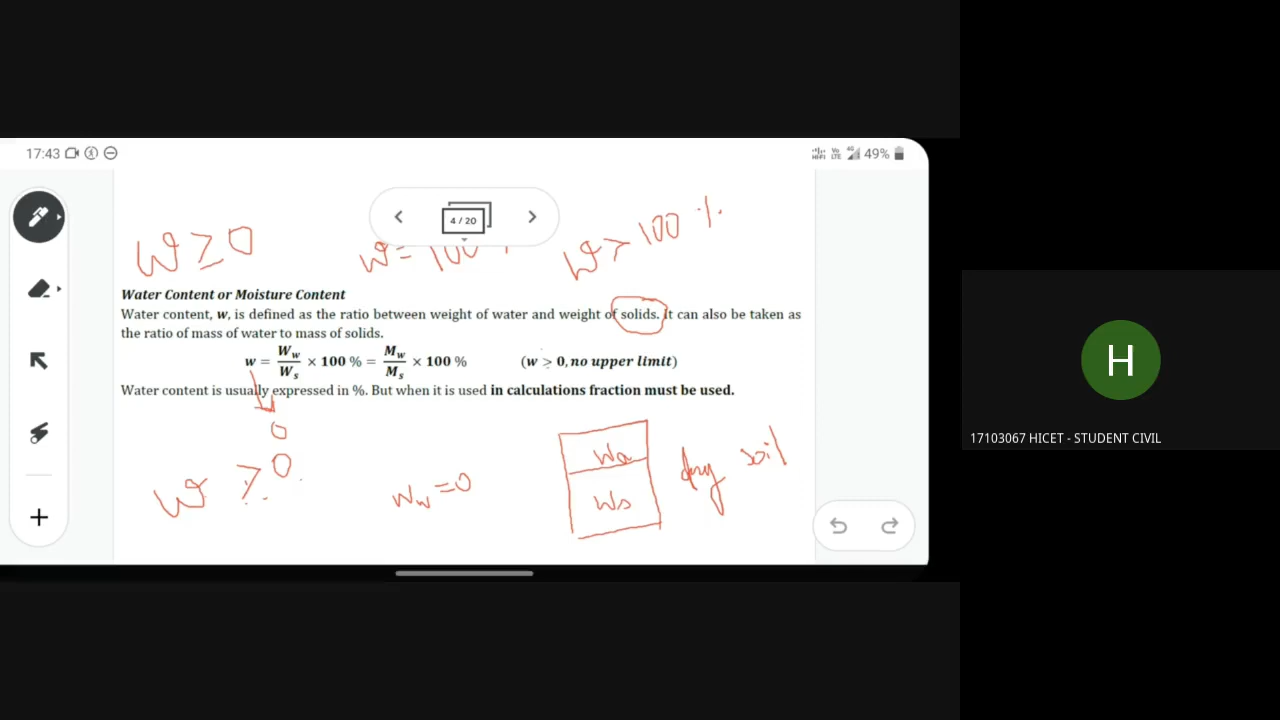 17:43
49%
4 / 20
w ≥ 0
w = 100
w > 100 %
Water Content or Moisture Content
Water content, w, is defined as the ratio between weight of water and weight of solids. It can also be taken as
the ratio of mass of water to mass of solids.
w = Ww/Ws × 100 % = Mw/Ms × 100 % (w > 0, no upper limit)
Water content is usually expressed in %. But when it is used in calculations fraction must be used.
0
w ≥ 0
Ww = 0
Wa
Ws
dry soil
H
17103067 HICET - STUDENT CIVIL